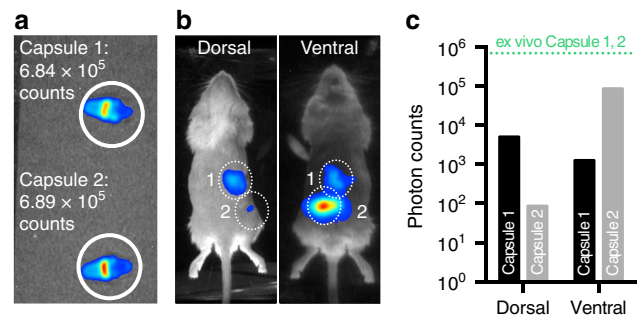 a
Capsule 1:
6.84 × 10⁵
counts
Capsule 2:
6.89 × 10⁵
counts
b
Dorsal
Ventral
1
2
1
2
c
ex vivo Capsule 1, 2
Photon counts
10⁶
10⁵
10⁴
10³
10²
10¹
10⁰
Capsule 1
Capsule 2
Capsule 1
Capsule 2
Dorsal
Ventral